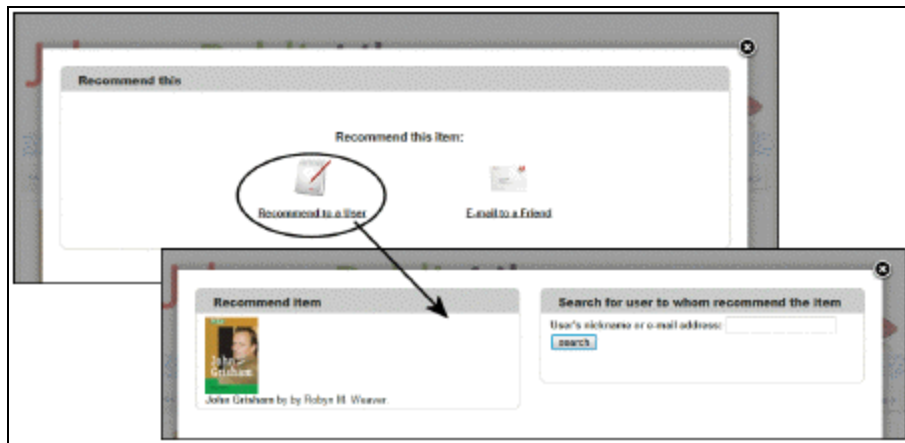 Recommend this
Recommend this item:
Recommend to a User
E-mail to a Friend
Recommend item
Search for user to whom recommend the item
User's nickname or e-mail address:
search
John
Grisham
John Grisham by by Robyn M. Weaver.